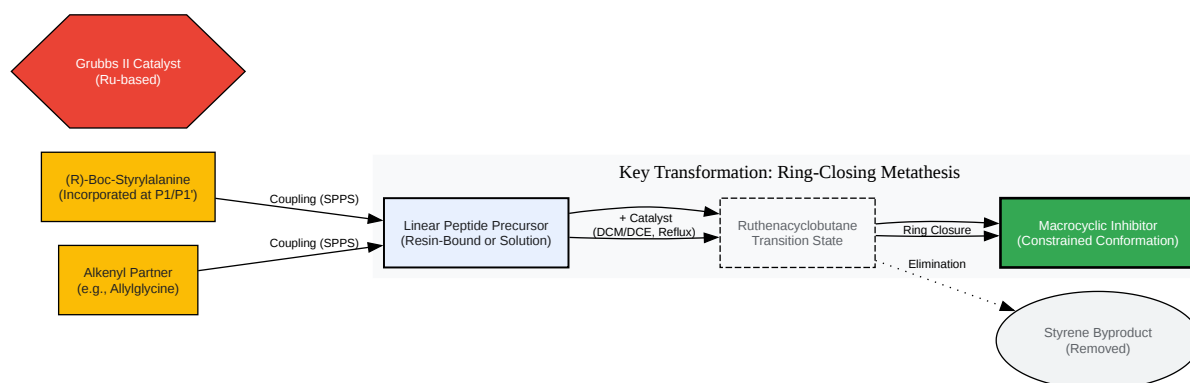 Grubbs II Catalyst
(Ru-based)
(R)-Boc-Styrylalanine
(Incorporated at P1/P1')
Alkenyl Partner
(e.g., Allylglycine)
Coupling (SPPS)
Coupling (SPPS)
Key Transformation: Ring-Closing Metathesis
Linear Peptide Precursor
(Resin-Bound or Solution)
+ Catalyst
(DCM/DCE, Reflux)
Ruthenacyclobutane
Transition State
Ring Closure
Elimination
Macrocyclic Inhibitor
(Constrained Conformation)
Styrene Byproduct
(Removed)